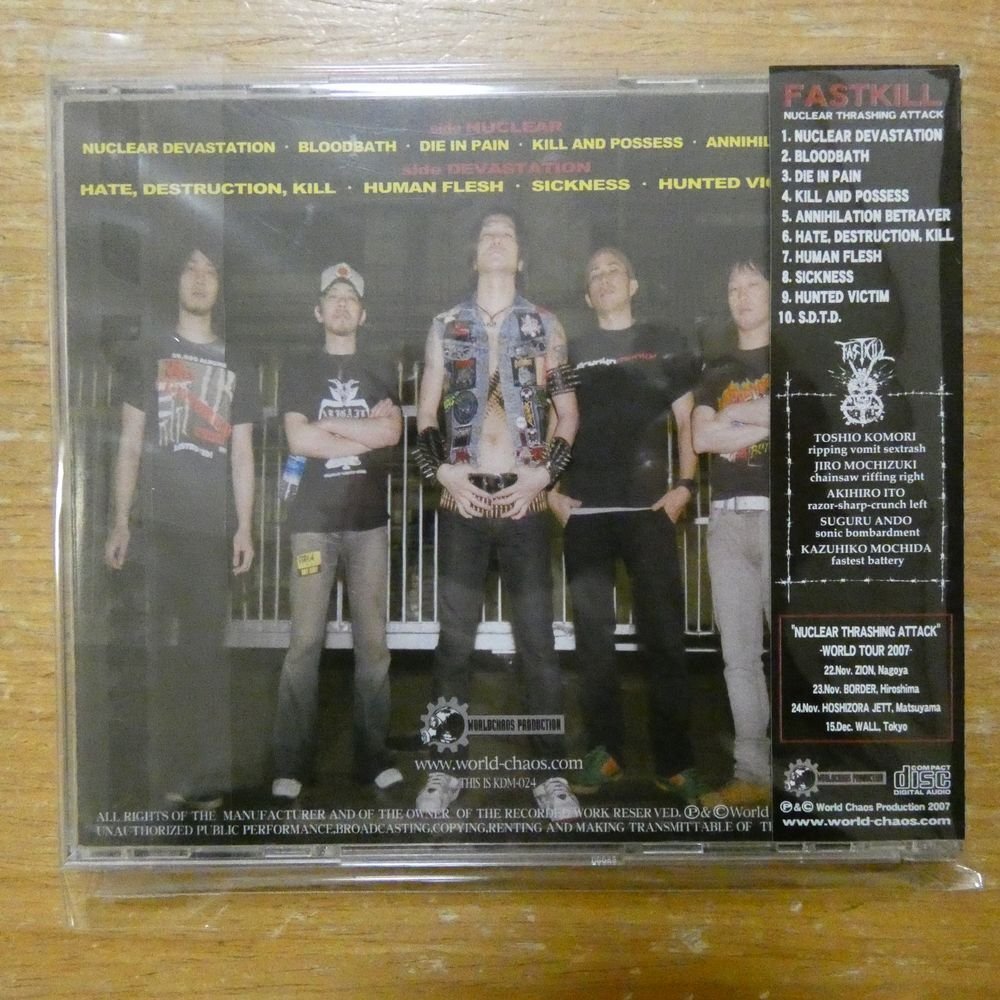 side NUCLEAR
NUCLEAR DEVASTATION · BLOODBATH · DIE IN PAIN · KILL AND POSSESS · ANNIHIL
side DEVASTATION
HATE, DESTRUCTION, KILL · HUMAN FLESH · SICKNESS · HUNTED VIC
WORLDCHAOS PRODUCTION
www.world-chaos.com
THIS IS KDM-024
ALL RIGHTS OF THE MANUFACTURER AND OF THE OWNER OF THE RECORDED WORK RESERVED. ℗&©World
UNAUTHORIZED PUBLIC PERFORMANCE,BROADCASTING,COPYING,RENTING AND MAKING TRANSMITTABLE OF TH
FASTKILL
NUCLEAR THRASHING ATTACK
1. NUCLEAR DEVASTATION
2. BLOODBATH
3. DIE IN PAIN
4. KILL AND POSSESS
5. ANNIHILATION BETRAYER
6. HATE, DESTRUCTION, KILL
7. HUMAN FLESH
8. SICKNESS
9. HUNTED VICTIM
10. S.D.T.D.
FASTKILL
TOSHIO KOMORI
ripping vomit sextrash
JIRO MOCHIZUKI
chainsaw riffing right
AKIHIRO ITO
razor-sharp-crunch left
SUGURU ANDO
sonic bombardment
KAZUHIKO MOCHIDA
fastest battery
"NUCLEAR THRASHING ATTACK"
-WORLD TOUR 2007-
22.Nov. ZION, Nagoya
23.Nov. BORDER, Hiroshima
24.Nov. HOSHIZORA JETT, Matsuyama
15.Dec. WALL, Tokyo
WORLDCHAOS PRODUCTION
COMPACT
disc
DIGITAL AUDIO
℗&© World Chaos Production 2007
www.world-chaos.com